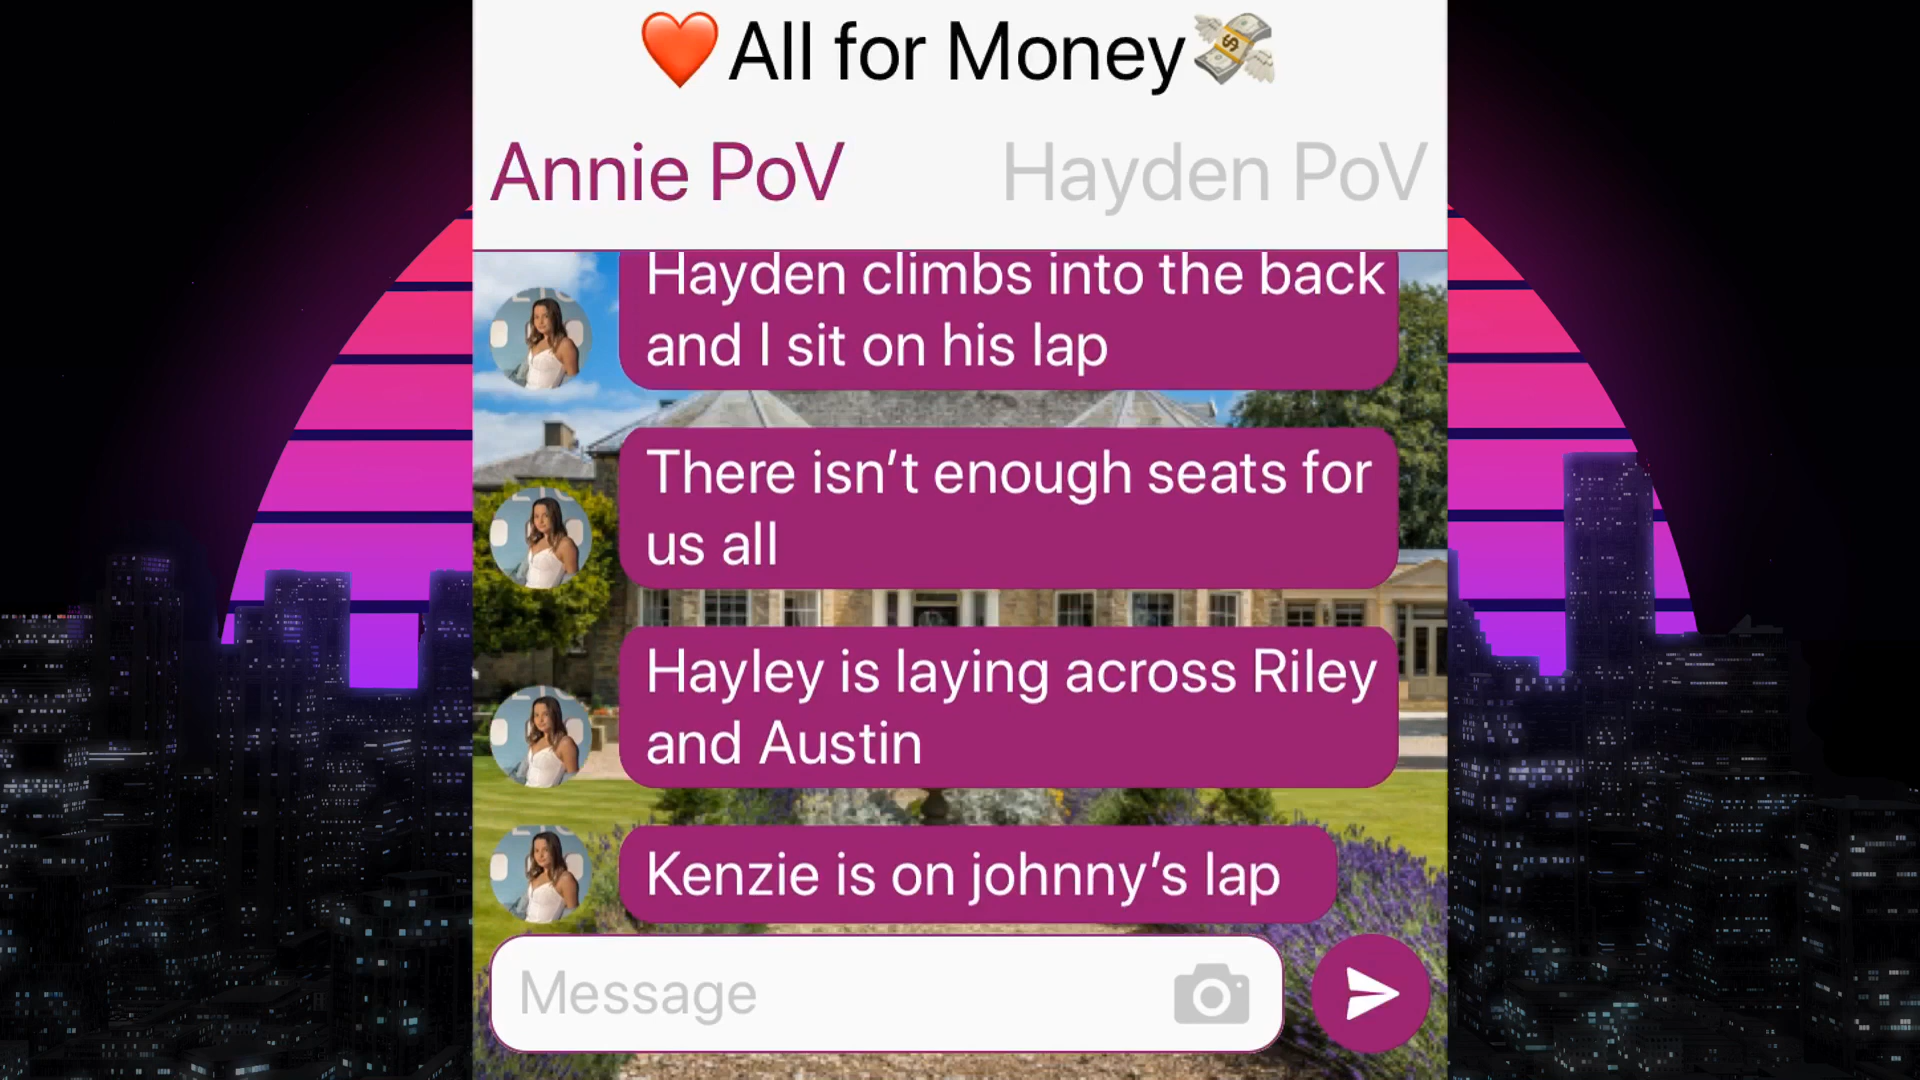 ❤️All for Money💸
Annie PoV
Hayden PoV
Hayden climbs into the back
and I sit on his lap
There isn’t enough seats for
us all
Hayley is laying across Riley
and Austin
Kenzie is on johnny’s lap
Message